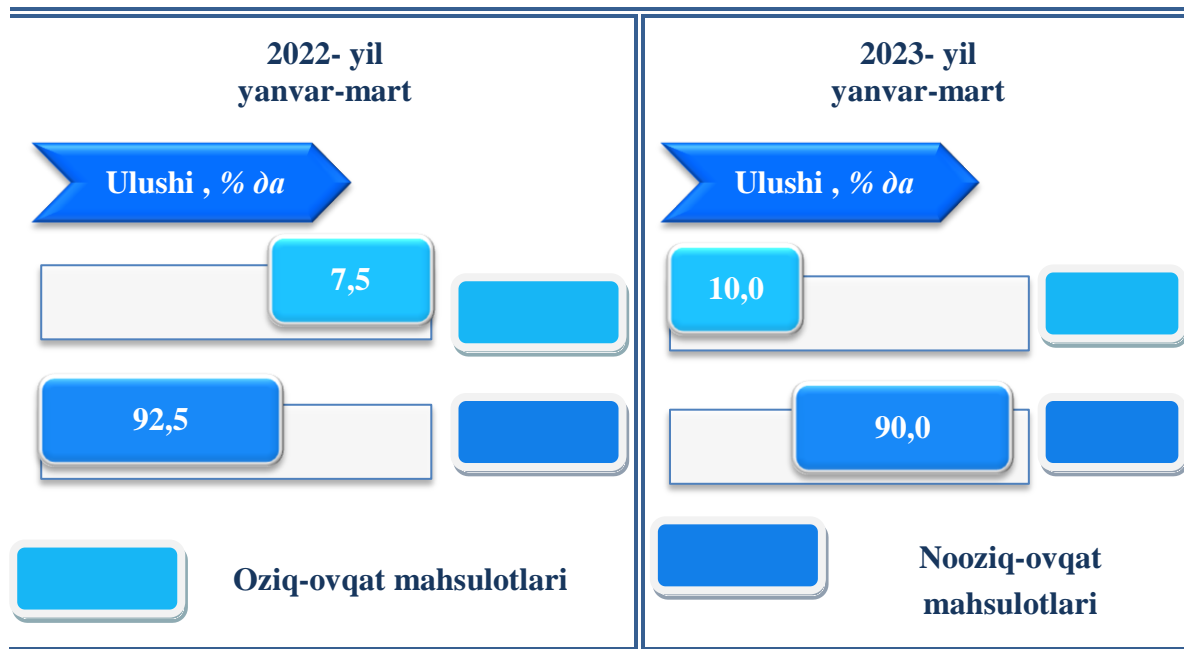 2022- yil
yanvar-mart
Ulushi , % да
7,5
92,5
Oziq-ovqat mahsulotlari
2023- yil
yanvar-mart
Ulushi , % да
10,0
90,0
Nooziq-ovqat
mahsulotlari